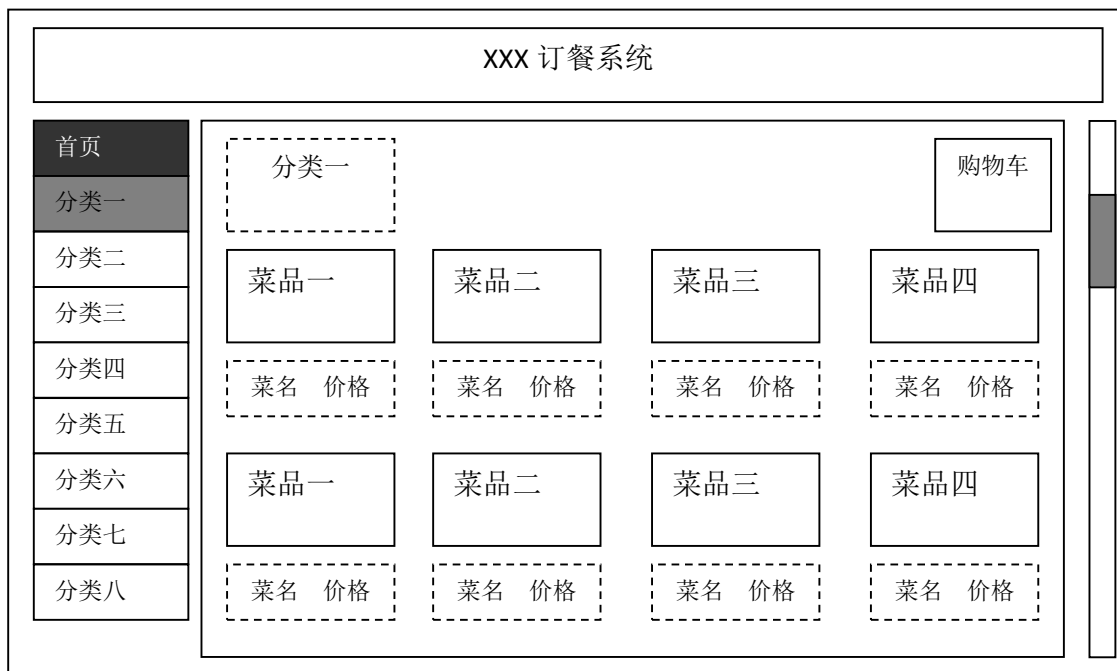 XXX 订餐系统
首页
分类一
分类二
分类三
分类四
分类五
分类六
分类七
分类八
分类一
购物车
菜品一 菜品二 菜品三 菜品四
菜名 价格 菜名 价格 菜名 价格 菜名 价格
菜品一 菜品二 菜品三 菜品四
菜名 价格 菜名 价格 菜名 价格 菜名 价格